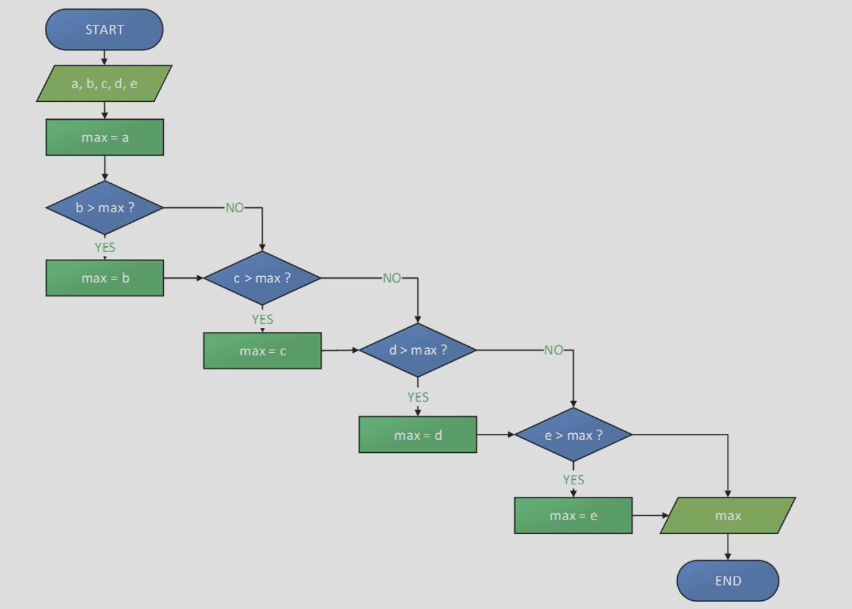 START
a, b, c, d, e
max = a
b > max ?
NO
YES
max = b
c > max ?
NO
YES
max = c
d > max ?
NO
YES
max = d
e > max ?
YES
max = e
max
END